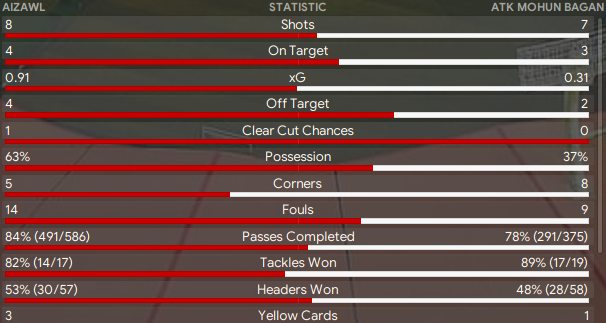 AIZAWL STATISTIC ATK MOHUN BAGAN
8 Shots 7
4 On Target 3
0.91 xG 0.31
4 Off Target 2
1 Clear Cut Chances 0
63% Possession 37%
5 Corners 8
14 Fouls 9
84% (491/586) Passes Completed 78% (291/375)
82% (14/17) Tackles Won 89% (17/19)
53% (30/57) Headers Won 48% (28/58)
3 Yellow Cards 1